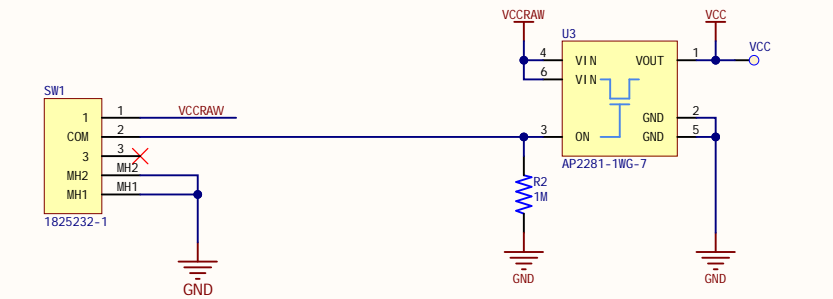 VCCRAW
VCC
U3
4
VIN
VOUT
1
VCC
6
VIN
SW1
1
1
VCCRAW
GND
2
COM
2
3
ON
GND
5
3
3
AP2281-1WG-7
MH2
MH2
R2
MH1
MH1
1M
1825232-1
GND
GND
GND